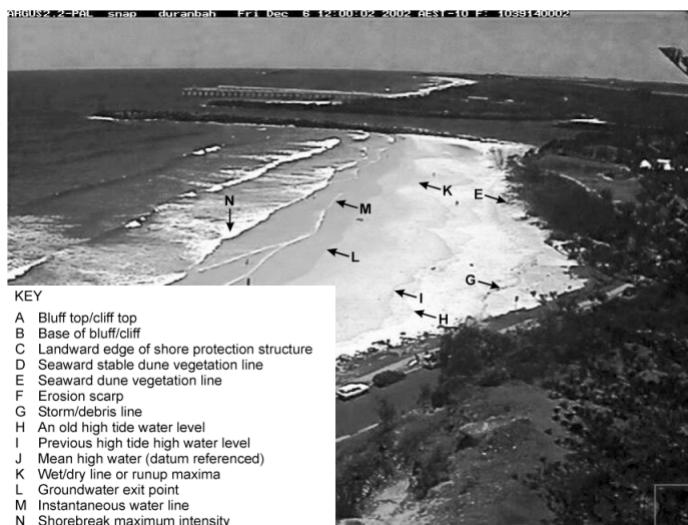 ARGUS2.2-PAL snap duranbah Fri Dec 6 12:00:02 2002 AEST-10 F: 1039140002
N
K
E
M
L
G
I
H
KEY
A Bluff top/cliff top
B Base of bluff/cliff
C Landward edge of shore protection structure
D Seaward stable dune vegetation line
E Seaward dune vegetation line
F Erosion scarp
G Storm/debris line
H An old high tide water level
I Previous high tide high water level
J Mean high water (datum referenced)
K Wet/dry line or runup maxima
L Groundwater exit point
M Instantaneous water line
N Shorebreak maximum intensity